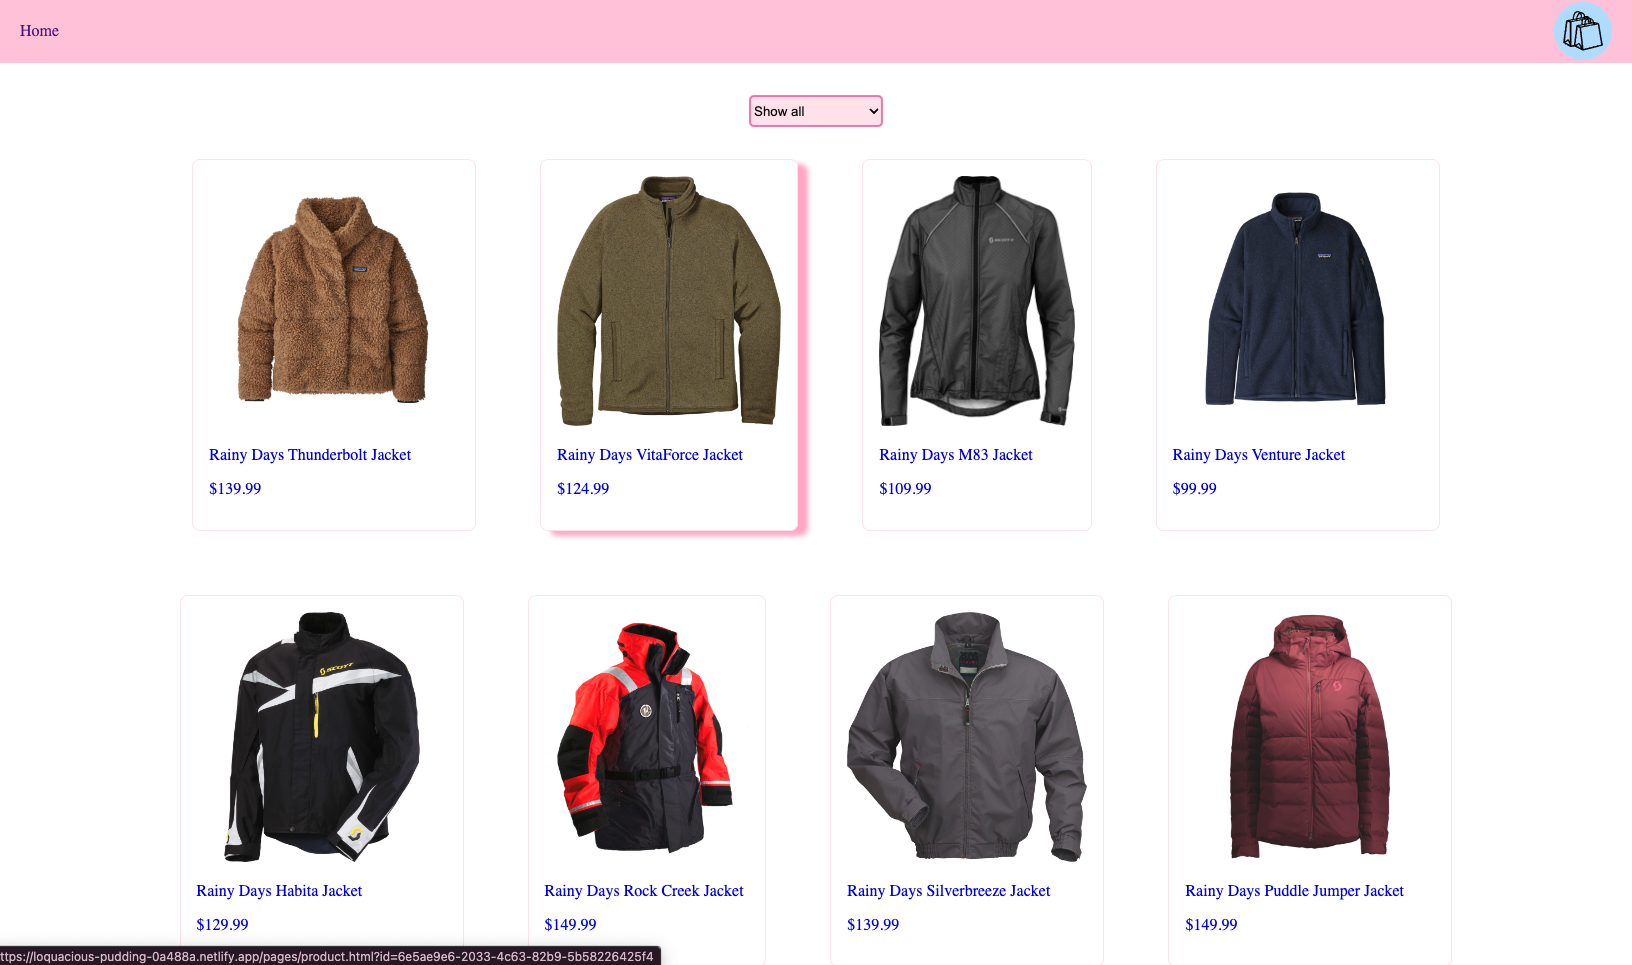 Home
Show all
SCOTT
Rainy Days Thunderbolt Jacket
$139.99
Rainy Days VitaForce Jacket
$124.99
Rainy Days M83 Jacket
$109.99
Rainy Days Venture Jacket
$99.99
SCOTT
Rainy Days Habita Jacket
$129.99
Rainy Days Rock Creek Jacket
$149.99
Rainy Days Silverbreeze Jacket
$139.99
Rainy Days Puddle Jumper Jacket
$149.99
ttps://loquacious-pudding-0a488a.netlify.app/pages/product.html?id=6e5ae9e6-2033-4c63-82b9-5b58226425f4